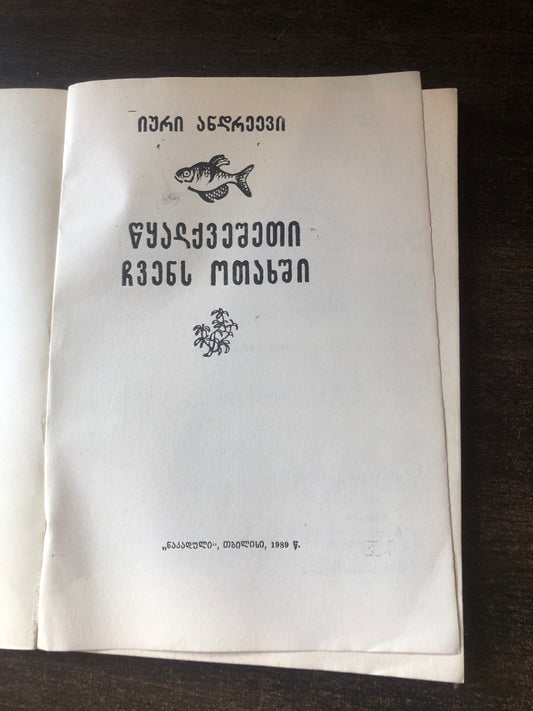 იური ანდრეევი
წყალქვეშეთი
ჩვენს ოთახში
„ნაკადული“, თბილისი, 1989 წ.